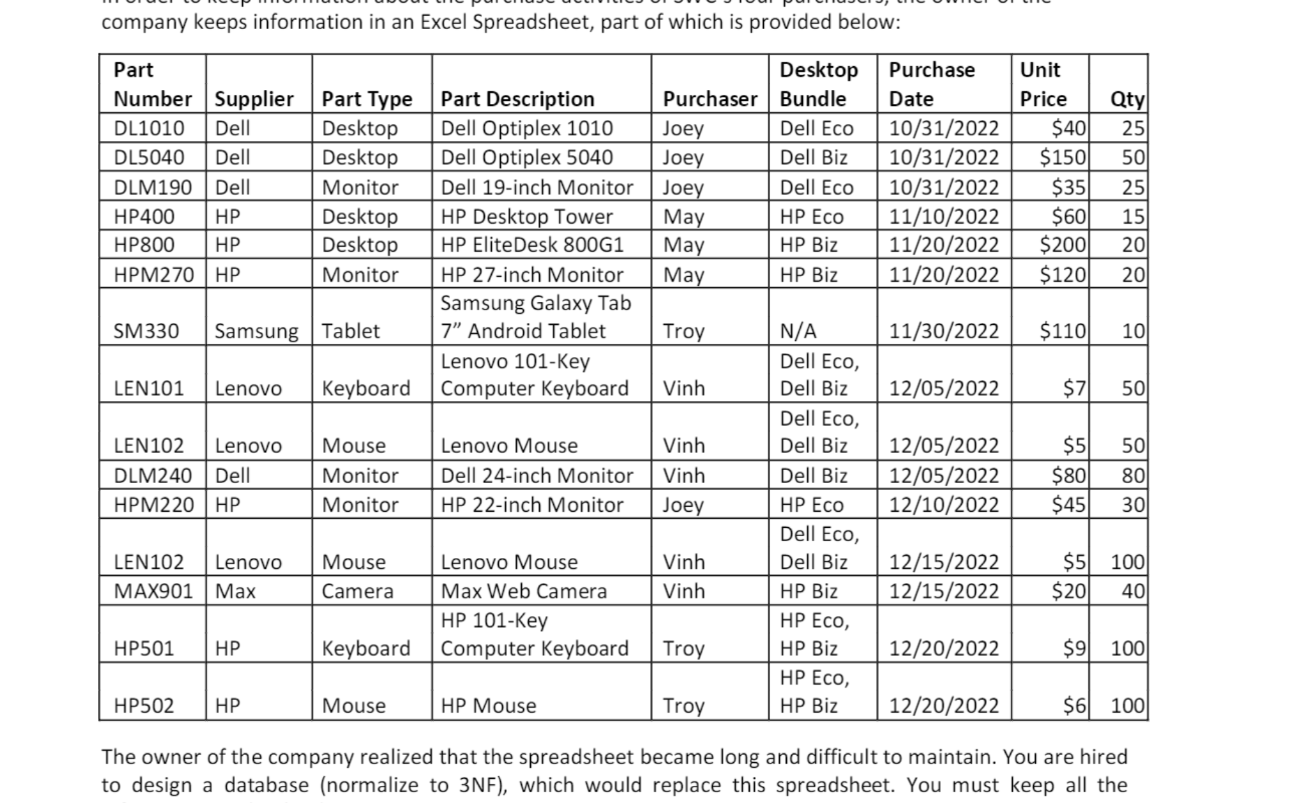 company keeps information in an Excel Spreadsheet, part of which is provided below:
Part Number Supplier Part Type Part Description Purchaser Desktop Bundle Purchase Date Unit Price Qty
DL1010 Dell Desktop Dell Optiplex 1010 Joey Dell Eco 10/31/2022 $40 25
DL5040 Dell Desktop Dell Optiplex 5040 Joey Dell Biz 10/31/2022 $150 50
DLM190 Dell Monitor Dell 19-inch Monitor Joey Dell Eco 10/31/2022 $35 25
HP400 HP Desktop HP Desktop Tower May HP Eco 11/10/2022 $60 15
HP800 HP Desktop HP EliteDesk 800G1 May HP Biz 11/20/2022 $200 20
HPM270 HP Monitor HP 27-inch Monitor May HP Biz 11/20/2022 $120 20
SM330 Samsung Tablet Samsung Galaxy Tab 7” Android Tablet Troy N/A 11/30/2022 $110 10
LEN101 Lenovo Keyboard Lenovo 101-Key Computer Keyboard Vinh Dell Eco, Dell Biz 12/05/2022 $7 50
LEN102 Lenovo Mouse Lenovo Mouse Vinh Dell Eco, Dell Biz 12/05/2022 $5 50
DLM240 Dell Monitor Dell 24-inch Monitor Vinh Dell Biz 12/05/2022 $80 80
HPM220 HP Monitor HP 22-inch Monitor Joey HP Eco 12/10/2022 $45 30
LEN102 Lenovo Mouse Lenovo Mouse Vinh Dell Eco, Dell Biz 12/15/2022 $5 100
MAX901 Max Camera Max Web Camera Vinh HP Biz 12/15/2022 $20 40
HP501 HP Keyboard HP 101-Key Computer Keyboard Troy HP Eco, HP Biz 12/20/2022 $9 100
HP502 HP Mouse HP Mouse Troy HP Eco, HP Biz 12/20/2022 $6 100
The owner of the company realized that the spreadsheet became long and difficult to maintain. You are hired
to design a database (normalize to 3NF), which would replace this spreadsheet. You must keep all the